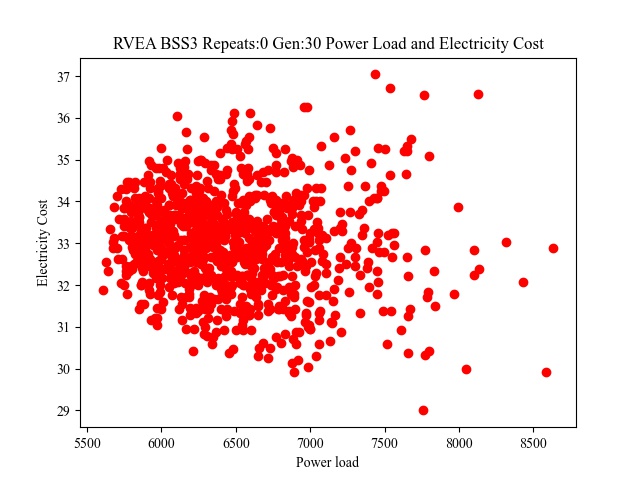 RVEA BSS3 Repeats:0 Gen:30 Power Load and Electricity Cost
37
36
35
34
33
32
31
30
29
Electricity Cost
5500 6000 6500 7000 7500 8000 8500
Power load